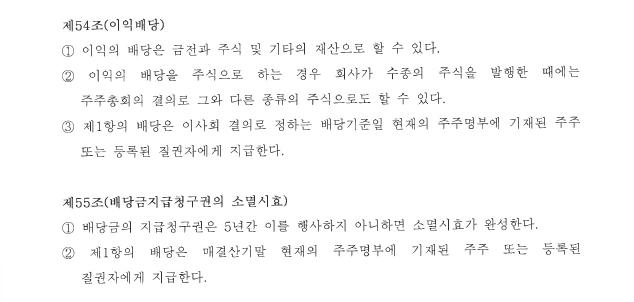 제54조(이익배당)
① 이익의 배당은 금전과 주식 및 기타의 재산으로 할 수 있다.
② 이익의 배당을 주식으로 하는 경우 회사가 수종의 주식을 발행한 때에는
주주총회의 결의로 그와 다른 종류의 주식으로도 할 수 있다.
③ 제1항의 배당은 이사회 결의로 정하는 배당기준일 현재의 주주명부에 기재된 주주
또는 등록된 질권자에게 지급한다.
제55조(배당금지급청구권의 소멸시효)
① 배당금의 지급청구권은 5년간 이를 행사하지 아니하면 소멸시효가 완성한다.
② 제1항의 배당은 매결산기말 현재의 주주명부에 기재된 주주 또는 등록된
질권자에게 지급한다.